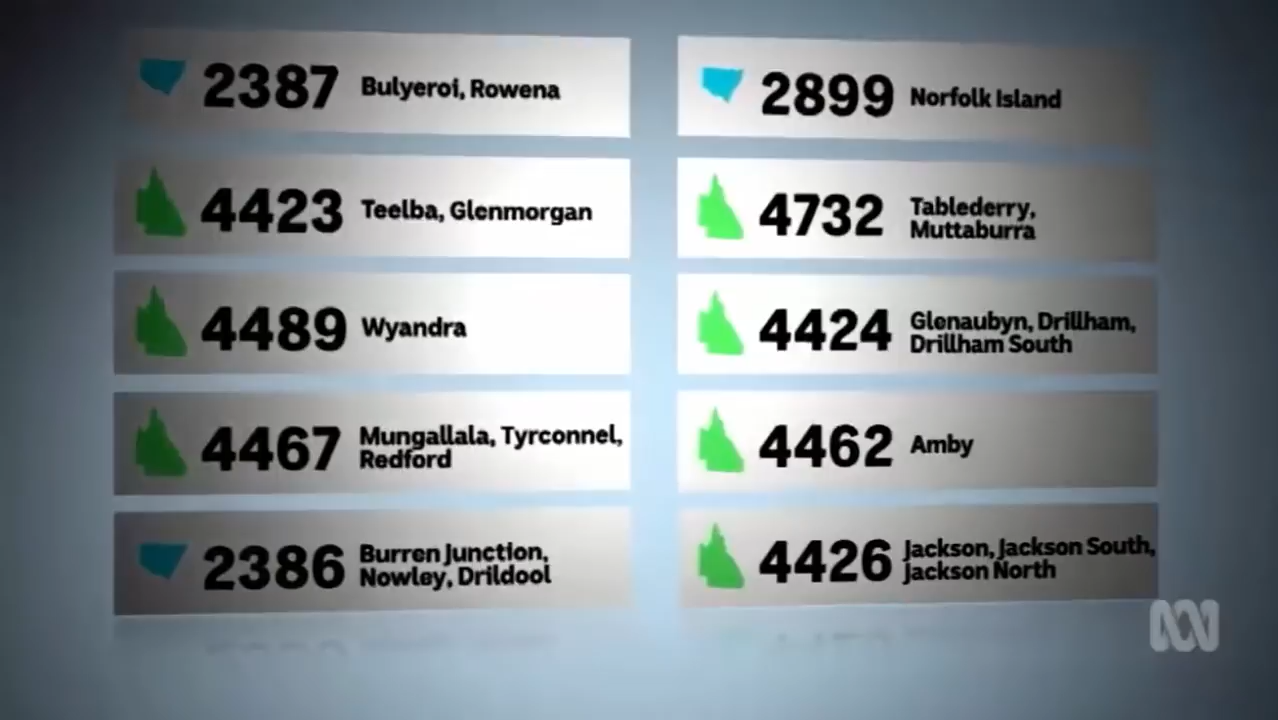 2387 Bulyeroi, Rowena
4423 Teelba, Glenmorgan
4489 Wyandra
4467 Mungallala, Tyrconnel,
Redford
2386 Burren Junction,
Nowley, Drildool
2899 Norfolk Island
4732 Tablederry,
Muttaburra
4424 Glenaubyn, Drillham,
Drillham South
4462 Amby
4426 Jackson, Jackson South,
Jackson North